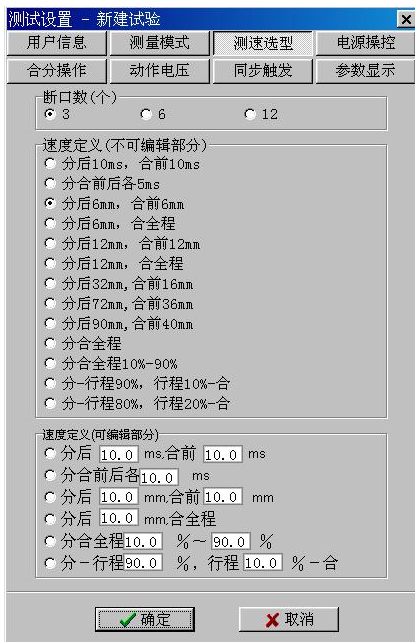 测试设置 - 新建试验
用户信息 测量模式 测速选型 电源操控
合分操作 动作电压 同步触发 参数显示
断口数(个)
3 6 12
速度定义(不可编辑部分)
分后10ms, 合前10ms
分合前后各5ms
分后6mm, 合前6mm
分后6mm, 合全程
分后12mm, 合前12mm
分后12mm, 合全程
分后32mm,合前16mm
分后72mm,合前36mm
分后90mm,合前40mm
分合全程
分合全程10%-90%
分-行程90%, 行程10%-合
分-行程80%, 行程20%-合
速度定义(可编辑部分)
分后 10.0 ms,合前 10.0 ms
分合前后各 10.0 ms
分后 10.0 mm,合前 10.0 mm
分后 10.0 mm,合全程
分合全程 10.0 %～ 90.0 %
分－行程 90.0 %, 行程 10.0 %－合
确定 取消